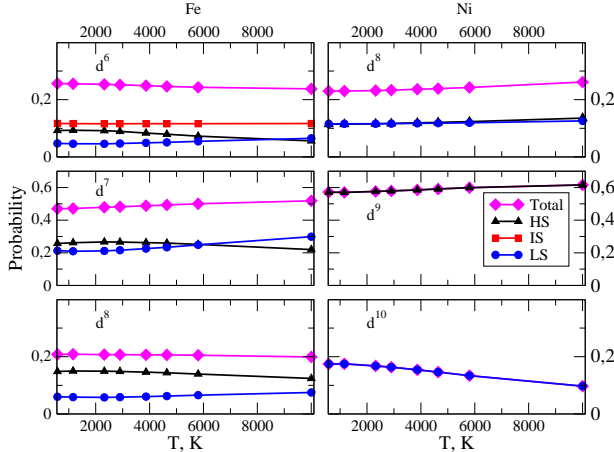 Fe Ni
2000 4000 6000 8000 2000 4000 6000 8000
d⁶ d⁸
0,2 0,2
0 0
d⁷ d⁹
0,6 0,6
0,4 0,4
0,2 0,2
0 0
Total
HS
IS
LS
Probability
d⁸ d¹⁰
0,2 0,2
0 0
2000 4000 6000 8000 2000 4000 6000 8000
T, K T, K